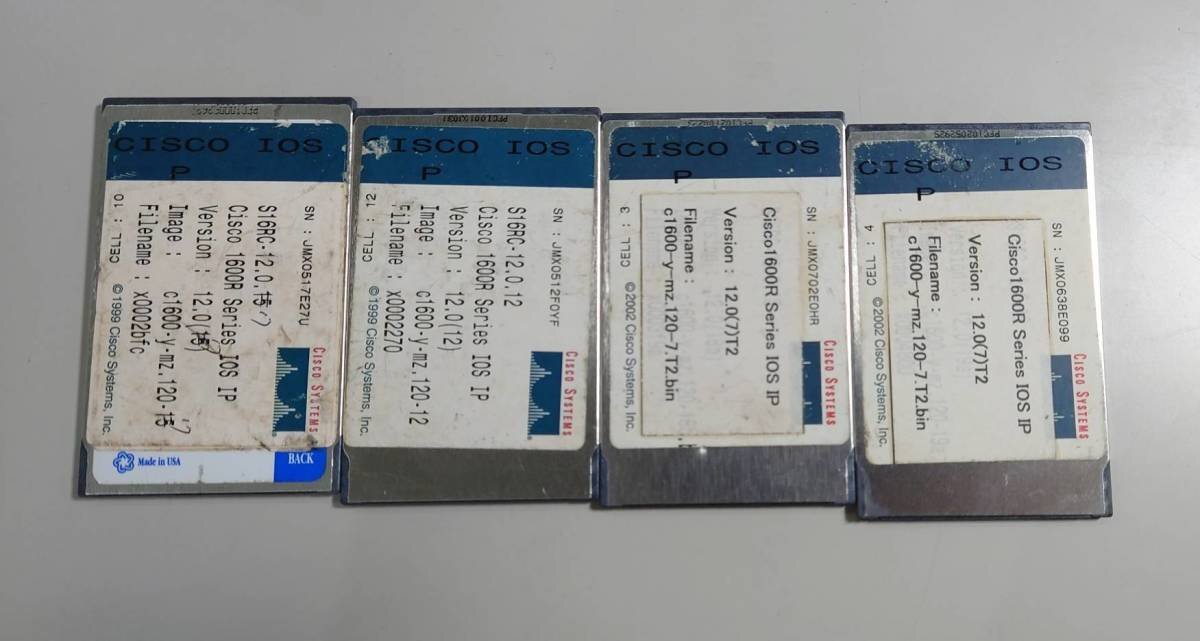 CISCO IOS
P
SN : JMX0517E27U
S16RC-12.0.15
Cisco 1600R Series IOS IP
Version : 12.0(15)
Image : c1600-y-mz.120-15
Filename : x0002bfc
CELL : 10
©1999 Cisco Systems, Inc.
CISCO SYSTEMS
Made in USA
BACK
CISCO IOS
P
SN : JMX0512F0YF
S16RC-12.0.12
Cisco 1600R Series IOS IP
Version : 12.0(12)
Image : c1600-y-mz.120-12
Filename : x0002270
CELL : 12
©1999 Cisco Systems, Inc.
CISCO SYSTEMS
CISCO IOS
P
SN : JMX0702E0HR
Cisco1600R Series IOS IP
Version : 12.0(7)T2
Filename :
c1600-y-mz.120-7.T2.bin
CELL : 3
©2002 Cisco Systems, Inc.
CISCO SYSTEMS
CISCO IOS
P
SN : JMX0638E099
Cisco1600R Series IOS IP
Version : 12.0(7)T2
Filename :
c1600-y-mz.120-7.T2.bin
CELL : 4
©2002 Cisco Systems, Inc.
CISCO SYSTEMS